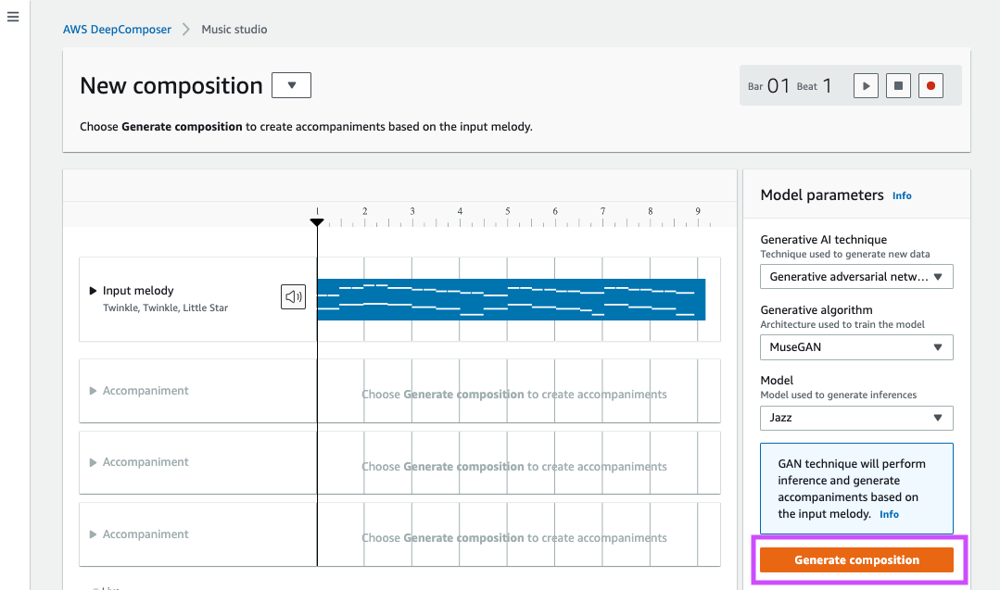 AWS DeepComposer > Music studio
New composition
Bar 01 Beat 1
Choose Generate composition to create accompaniments based on the input melody.
1 2 3 4 5 6 7 8 9
Input melody
Twinkle, Twinkle, Little Star
Accompaniment
Choose Generate composition to create accompaniments
Accompaniment
Choose Generate composition to create accompaniments
Accompaniment
Choose Generate composition to create accompaniments
Model parameters Info
Generative AI technique
Technique used to generate new data
Generative adversarial netw...
Generative algorithm
Architecture used to train the model
MuseGAN
Model
Model used to generate inferences
Jazz
GAN technique will perform
inference and generate
accompaniments based on
the input melody. Info
Generate composition